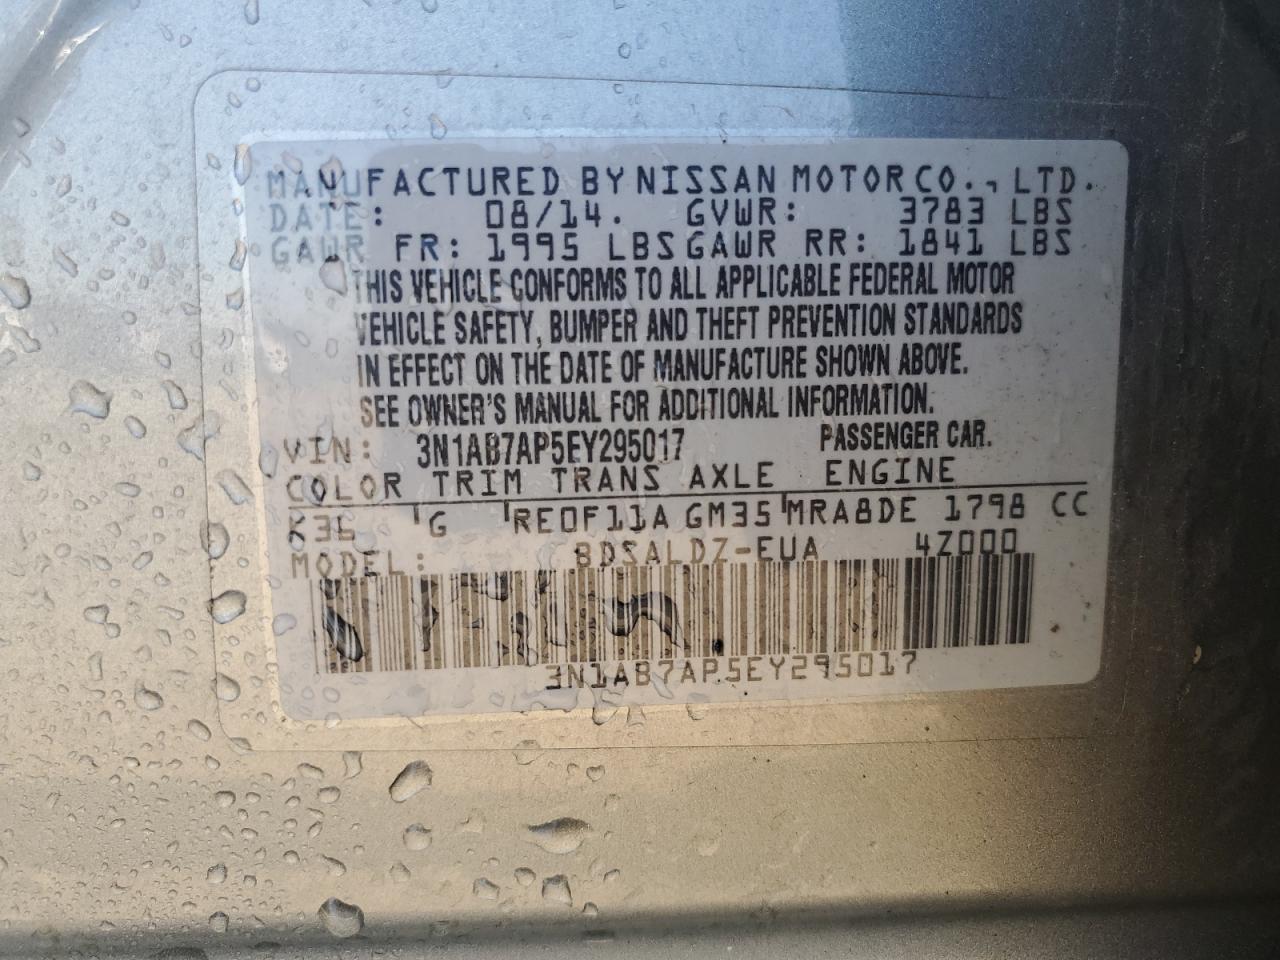 MANUFACTURED BY NISSAN MOTOR CO., LTD.
DATE: 08/14. GVWR: 3783 LBS
GAWR FR: 1995 LBS GAWR RR: 1841 LBS
THIS VEHICLE CONFORMS TO ALL APPLICABLE FEDERAL MOTOR
VEHICLE SAFETY, BUMPER AND THEFT PREVENTION STANDARDS
IN EFFECT ON THE DATE OF MANUFACTURE SHOWN ABOVE.
SEE OWNER'S MANUAL FOR ADDITIONAL INFORMATION.
VIN: 3N1AB7AP5EY295017 PASSENGER CAR.
COLOR TRIM TRANS AXLE ENGINE
K36 G RE0F11A GM35 MRA8DE 1798 CC
MODEL: BDSALDZ-EUA 4Z000
3N1AB7AP5EY295017